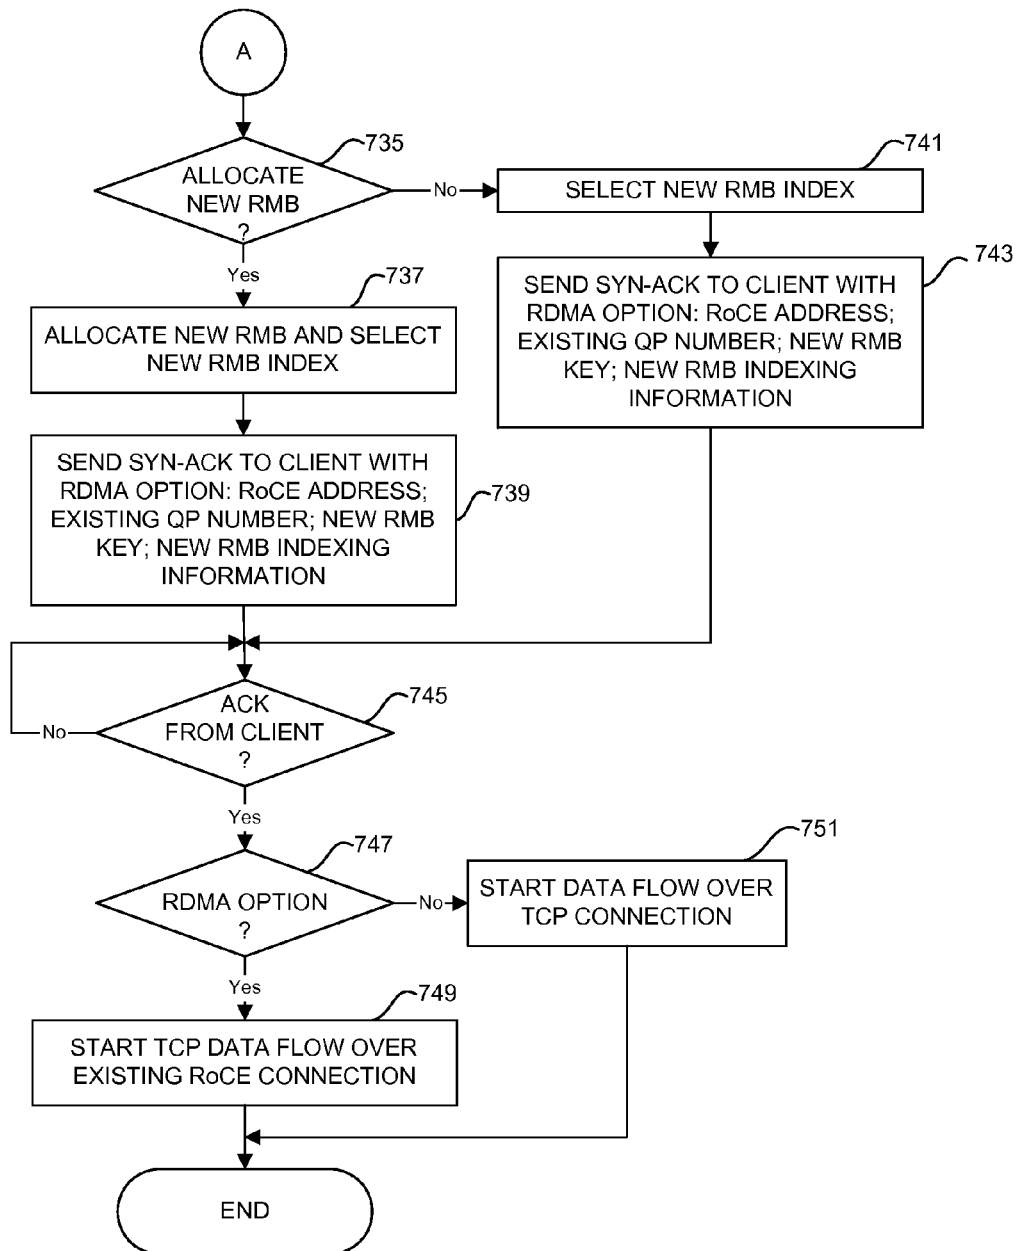 A
735
ALLOCATE
NEW RMB
?
No
741
SELECT NEW RMB INDEX
Yes
737
ALLOCATE NEW RMB AND SELECT
NEW RMB INDEX
743
SEND SYN-ACK TO CLIENT WITH
RDMA OPTION: RoCE ADDRESS;
EXISTING QP NUMBER; NEW RMB
KEY; NEW RMB INDEXING
INFORMATION
SEND SYN-ACK TO CLIENT WITH
RDMA OPTION: RoCE ADDRESS;
EXISTING QP NUMBER; NEW RMB
KEY; NEW RMB INDEXING
INFORMATION
739
ACK
FROM CLIENT
?
745
No
Yes
747
RDMA OPTION
?
No
751
START DATA FLOW OVER
TCP CONNECTION
Yes
749
START TCP DATA FLOW OVER
EXISTING RoCE CONNECTION
END